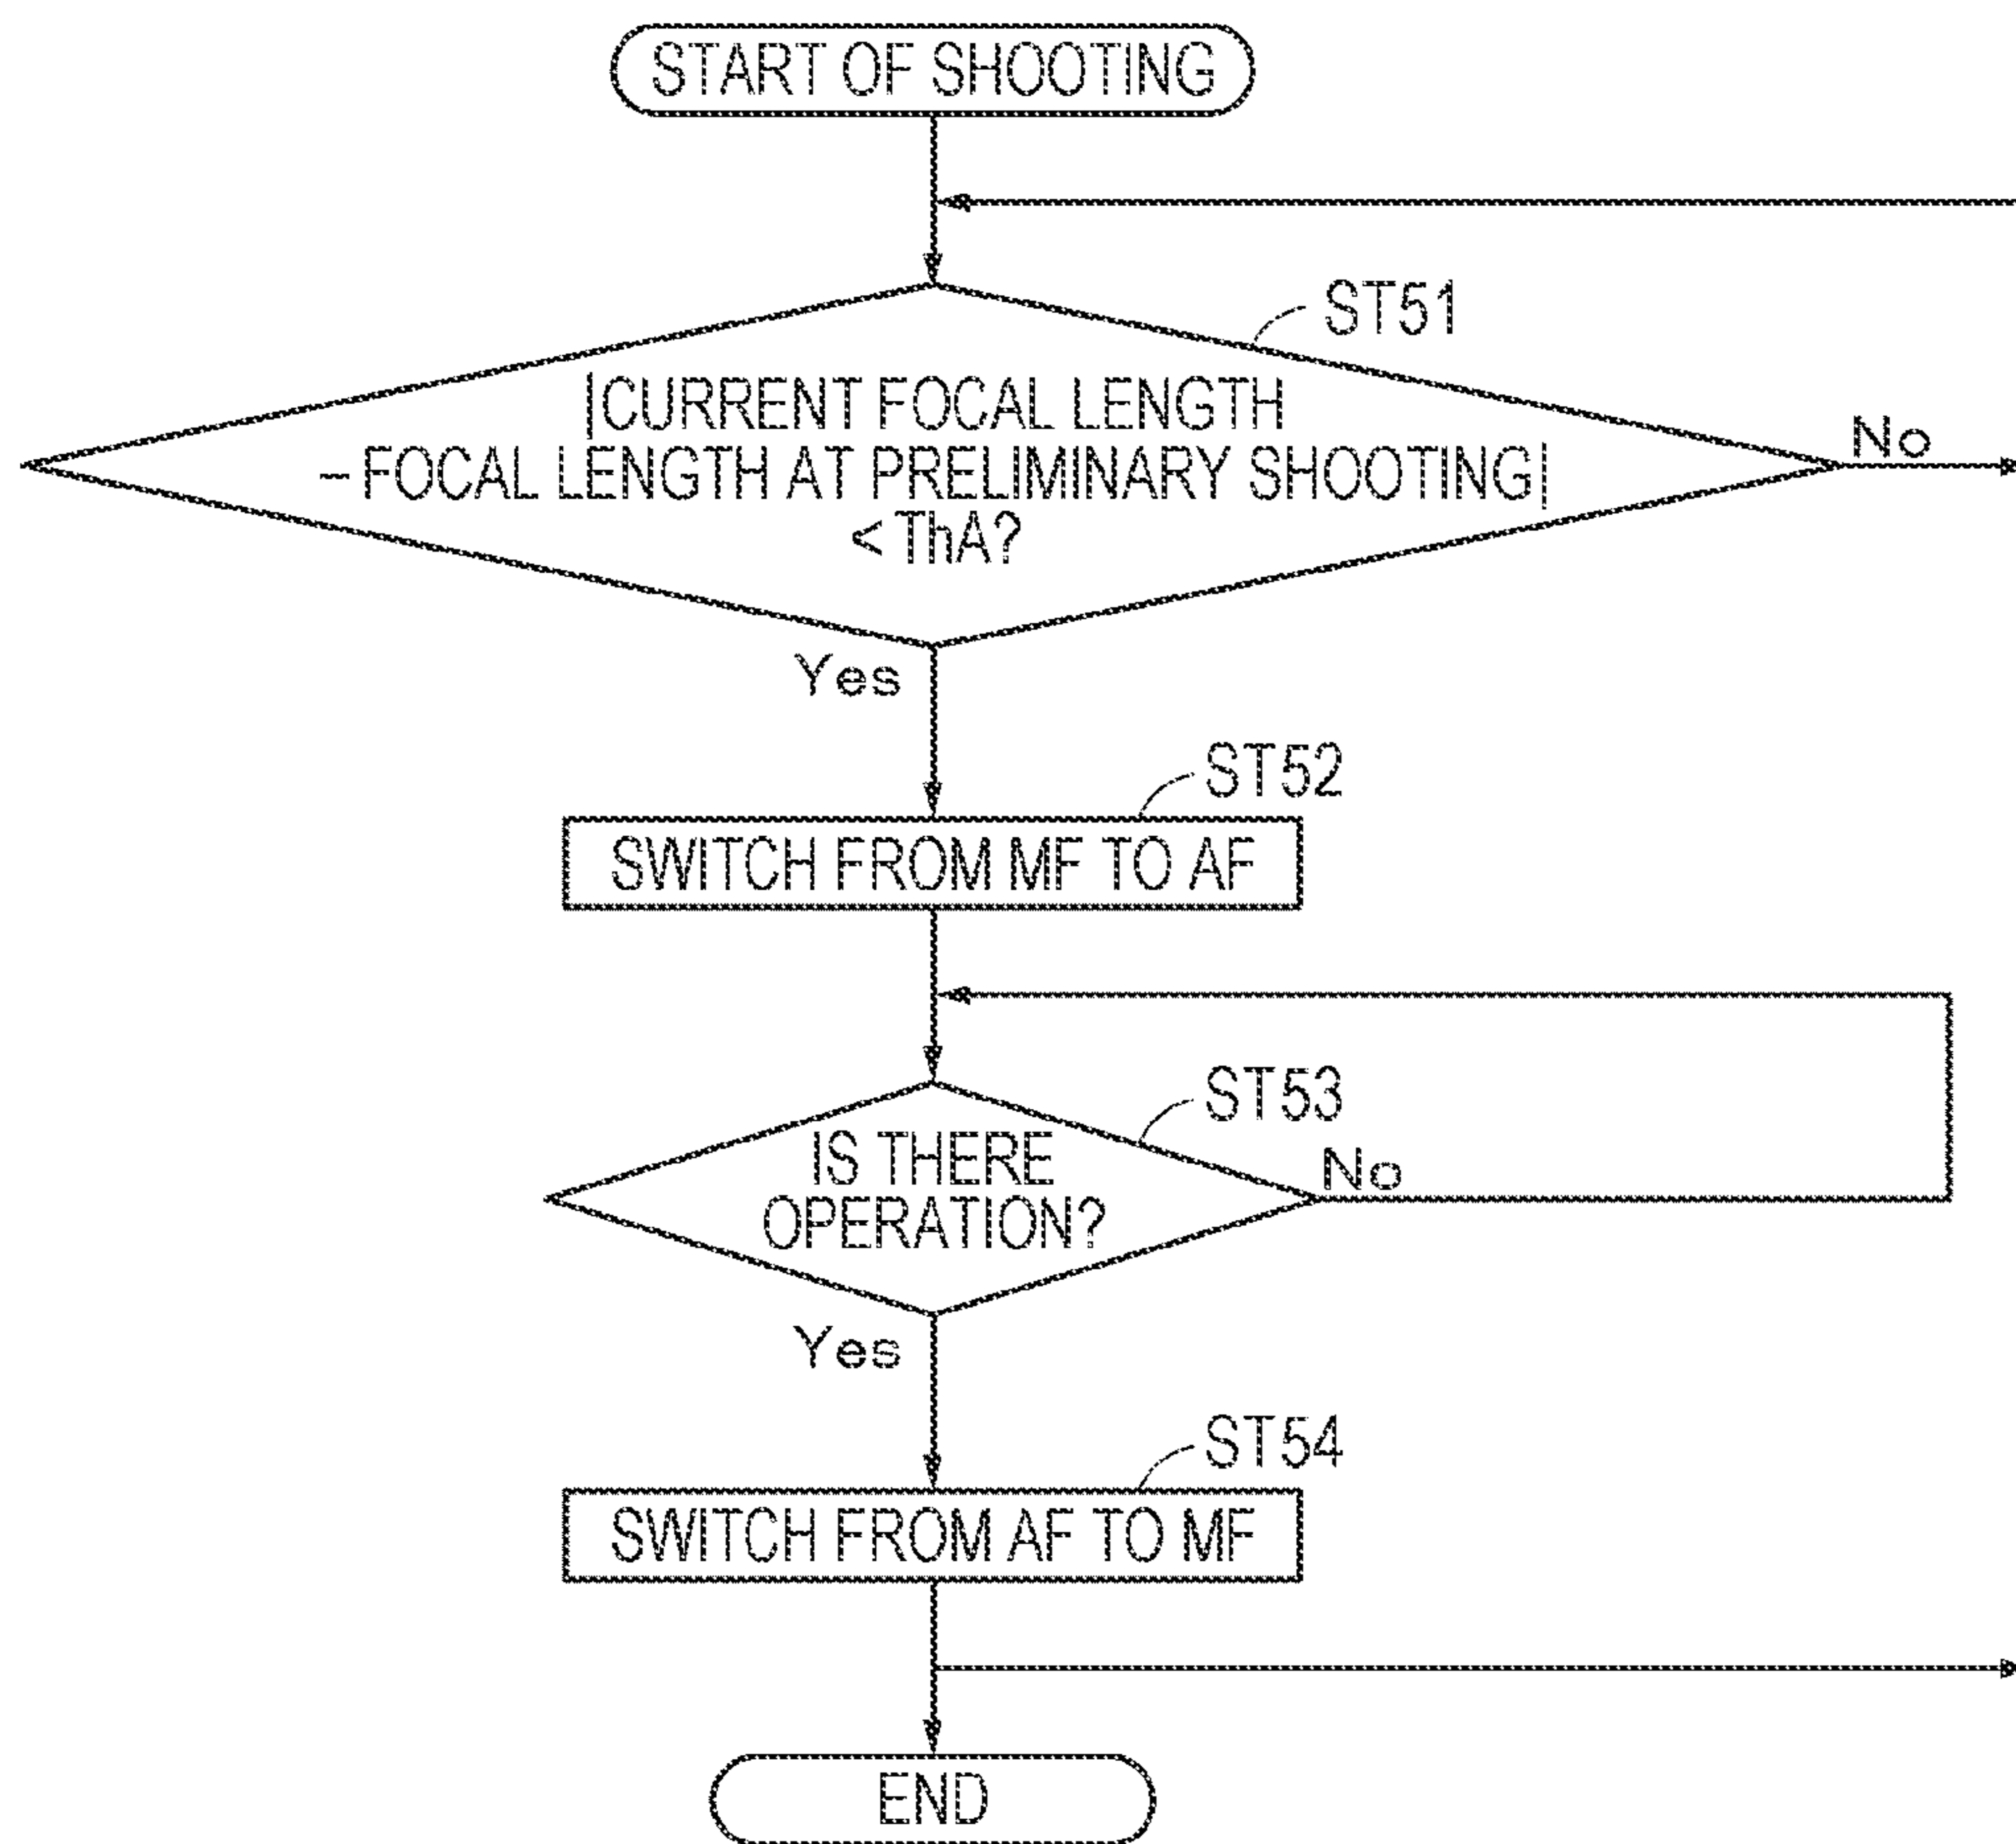 START OF SHOOTING
ST51
|CURRENT FOCAL LENGTH
– FOCAL LENGTH AT PRELIMINARY SHOOTING|
< ThA?
No
Yes
ST52
SWITCH FROM MF TO AF
ST53
IS THERE
OPERATION?
No
Yes
ST54
SWITCH FROM AF TO MF
END